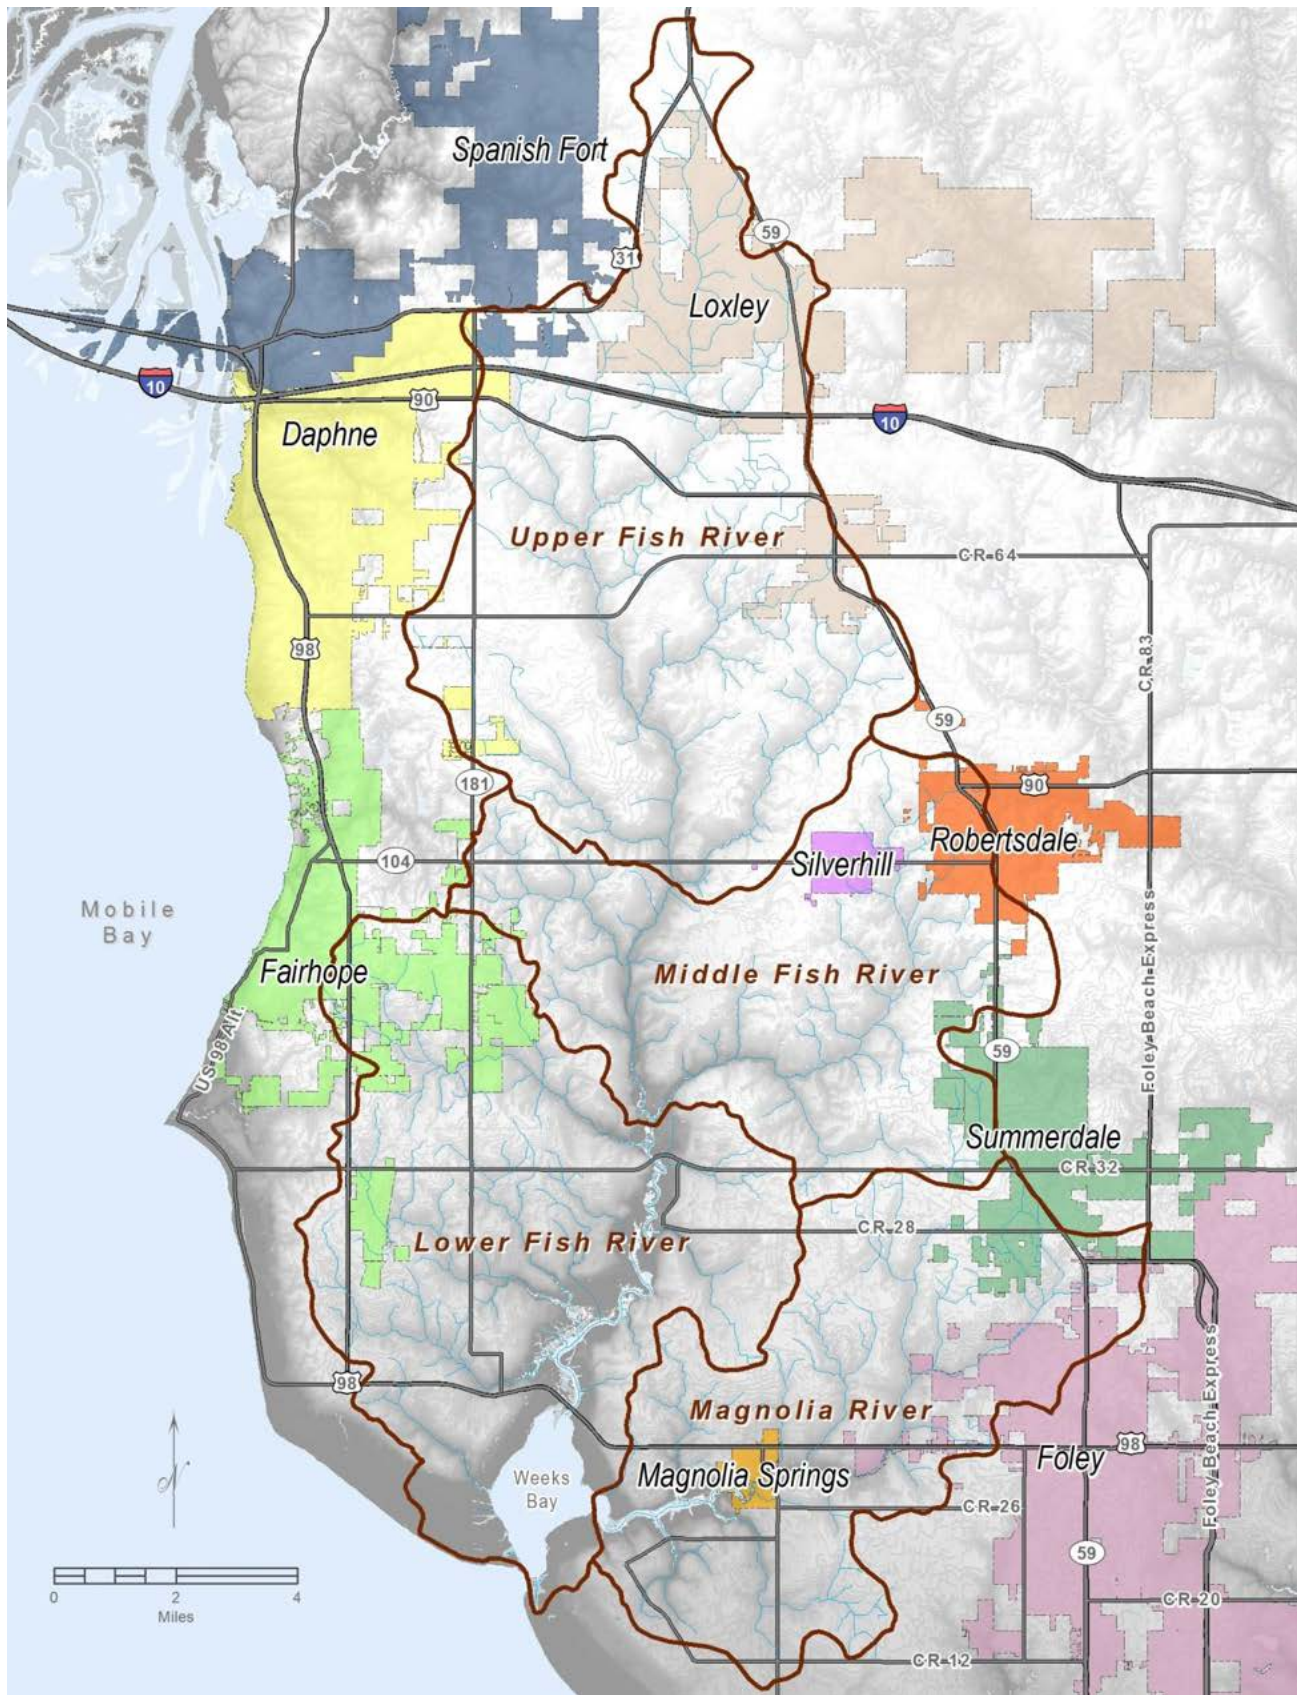 Spanish Fort
59
31
Loxley
10
90
10
Daphne
Upper Fish River
CR 64
98
CR 83
59
181
90
Robertsdale
104
Silverhill
Mobile
Bay
Fairhope
Middle Fish River
Foley Beach Express
US 98 Alt.
59
Summerdale
CR 32
CR 28
Lower Fish River
98
Magnolia River
Foley Beach Express
98
Foley
Weeks
Bay
Magnolia Springs
CR 26
N
59
0 2 4
Miles
CR 20
CR 12